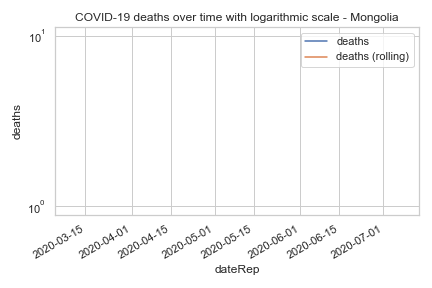 COVID-19 deaths over time with logarithmic scale - Mongolia
10¹
deaths
deaths (rolling)
deaths
10⁰
2020-03-15
2020-04-01
2020-04-15
2020-05-01
2020-05-15
2020-06-01
2020-06-15
2020-07-01
dateRep